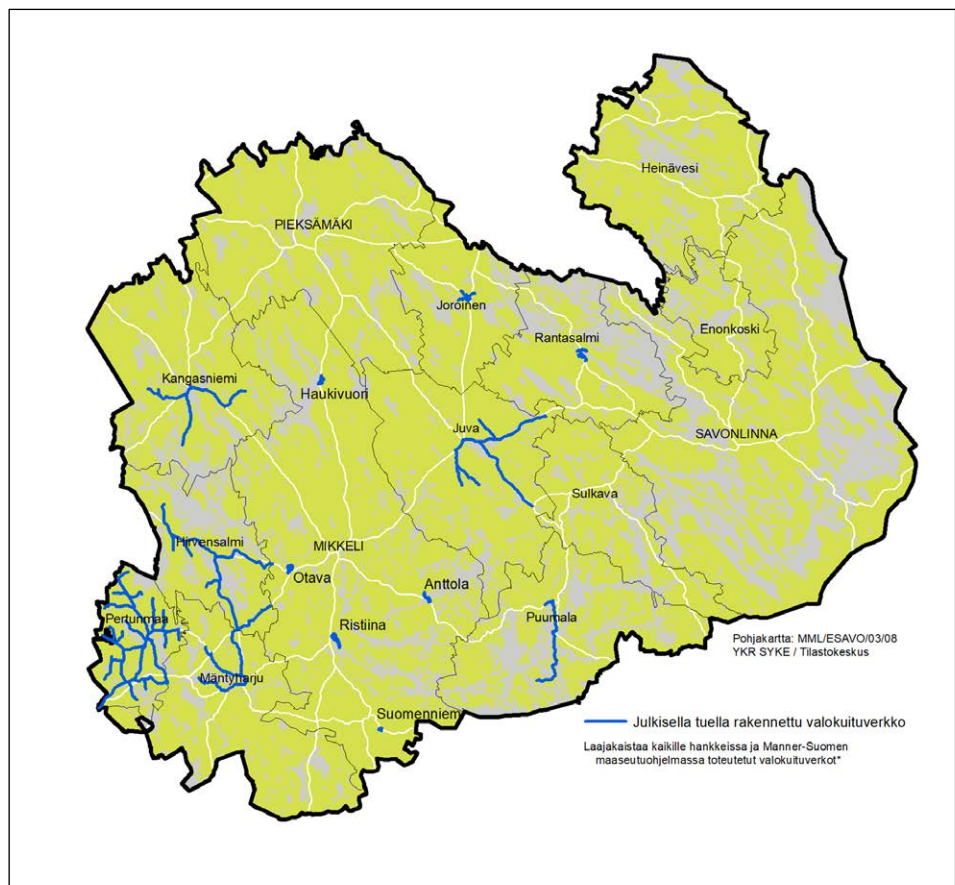 Heinävesi
PIEKSÄMÄKI
Joroinen
Enonkoski
Rantasalmi
Kangasniemi
Haukivuori
Juva
SAVONLINNA
Sulkava
Hirvensalmi
MIKKELI
Otava
Anttola
Pertunmaa
Ristiina
Puumala
Pohjakartta: MML/ESAVO/03/08
YKR SYKE / Tilastokeskus
Mäntyharju
Suomenniemi
Julkisella tuella rakennettu valokuituverkko
Laajakaistaa kaikille hankkeissa ja Manner-Suomen
maaseutuohjelmassa toteutetut valokuituverkot*